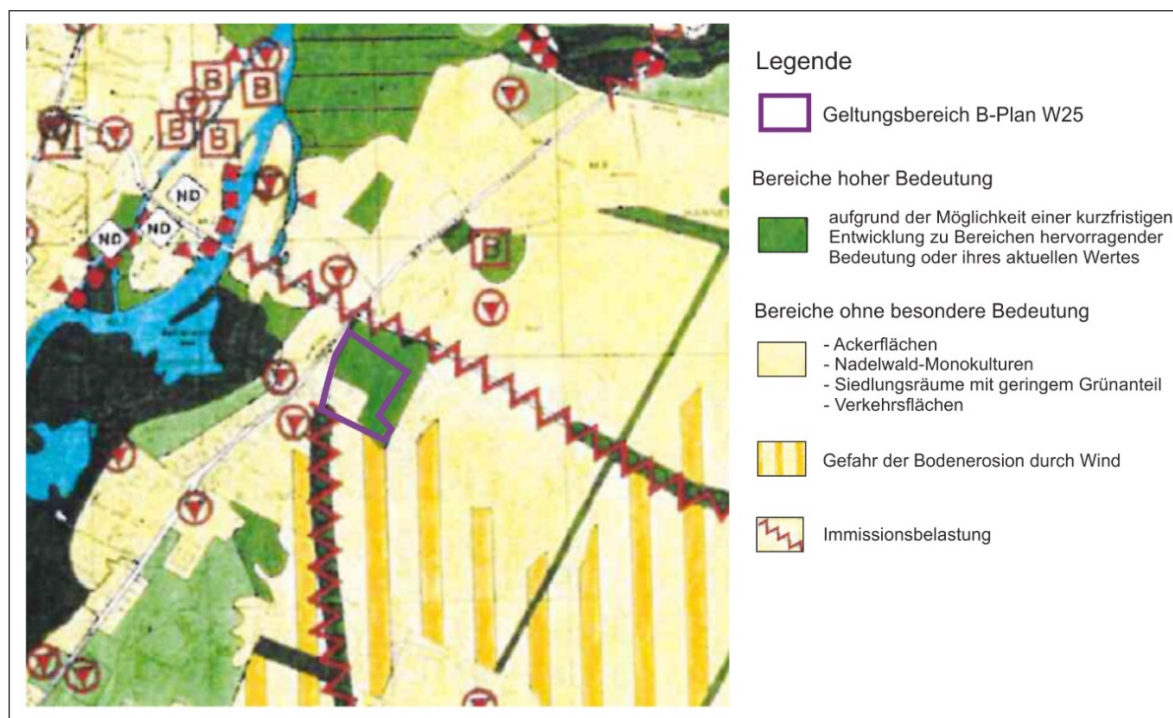 B
B
B
B
ND
ND
ND
B
Legende
Geltungsbereich B-Plan W25
Bereiche hoher Bedeutung
aufgrund der Möglichkeit einer kurzfristigen
Entwicklung zu Bereichen hervorragender
Bedeutung oder ihres aktuellen Wertes
Bereiche ohne besondere Bedeutung
- Ackerflächen
- Nadelwald-Monokulturen
- Siedlungsräume mit geringem Grünanteil
- Verkehrsflächen
Gefahr der Bodenerosion durch Wind
Immissionsbelastung